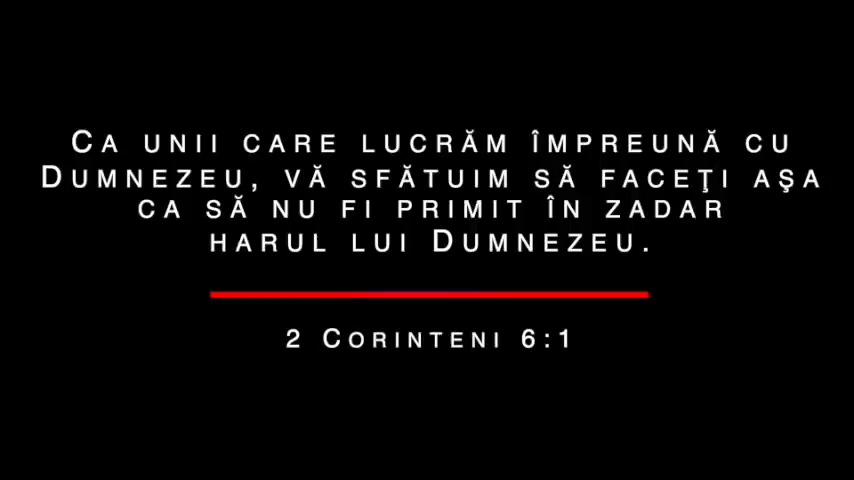 Ca unii care lucrăm împreună cu
Dumnezeu, vă sfătuim să faceţi aşa
ca să nu fi primit în zadar
harul lui Dumnezeu.
2 Corinteni 6:1